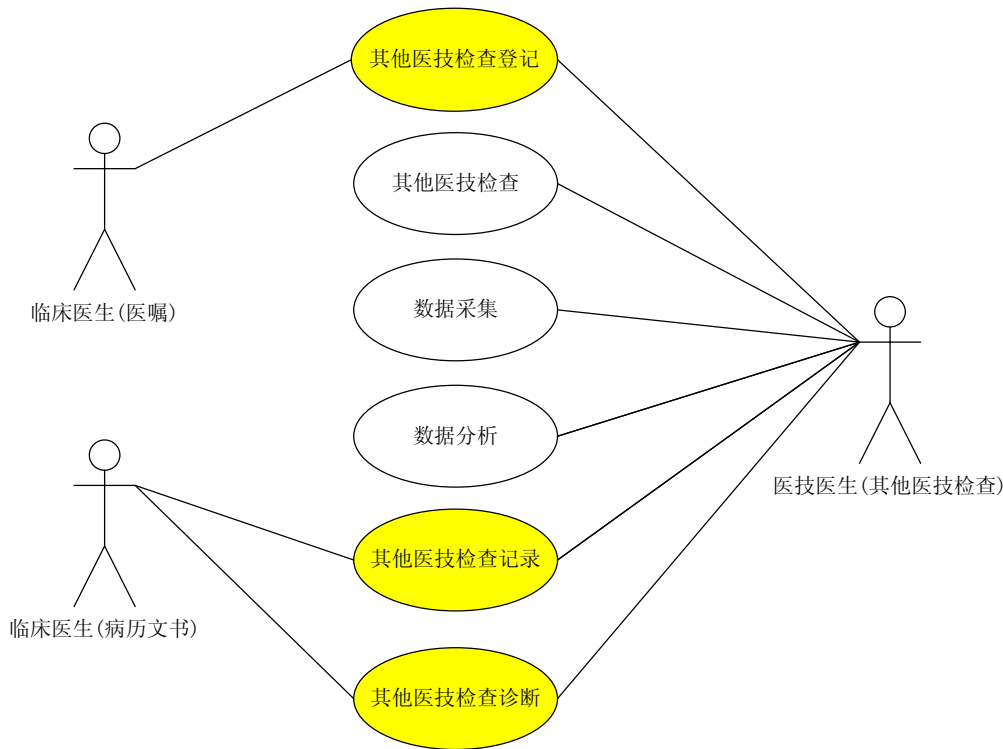 其他医技检查登记
其他医技检查
临床医生(医嘱)
数据采集
数据分析
医技医生(其他医技检查)
其他医技检查记录
临床医生(病历文书)
其他医技检查诊断